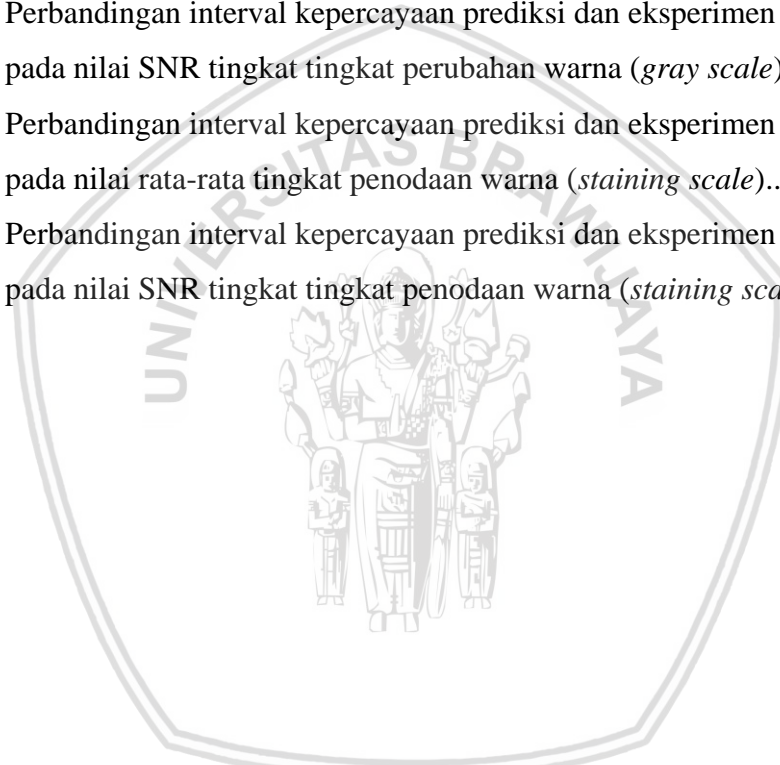 Perbandingan interval kepercayaan prediksi dan eksperimen
pada nilai SNR tingkat tingkat perubahan warna (gray scale)
Perbandingan interval kepercayaan prediksi dan eksperimen
pada nilai rata-rata tingkat penodaan warna (staining scale)..
Perbandingan interval kepercayaan prediksi dan eksperimen
pada nilai SNR tingkat tingkat penodaan warna (staining sca
UNIVERSITAS BRAWIJAYA